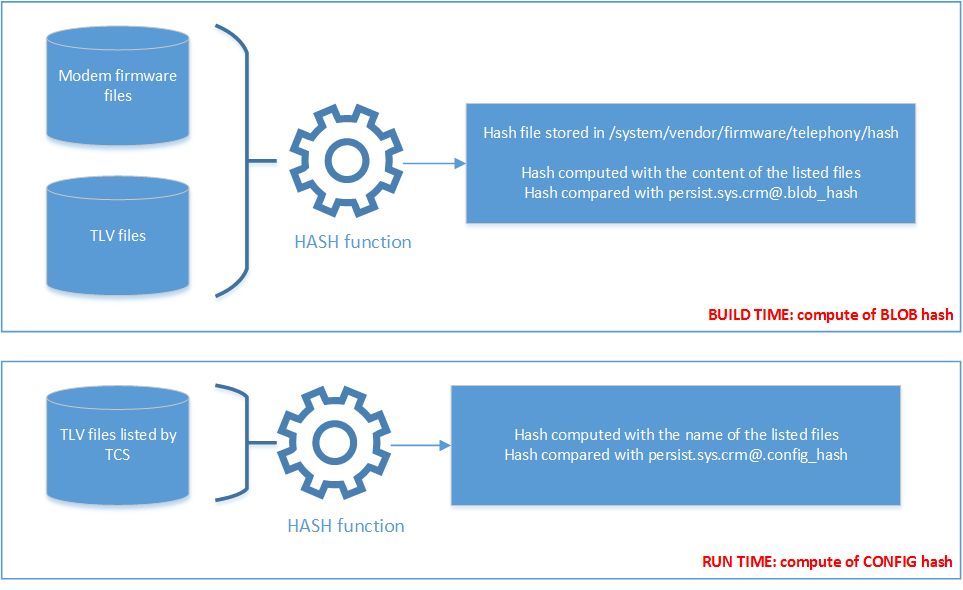 Modem firmware
files
TLV files
HASH function
Hash file stored in /system/vendor/firmware/telephony/hash
Hash computed with the content of the listed files
Hash compared with persist.sys.crm@.blob_hash
BUILD TIME: compute of BLOB hash
TLV files listed by
TCS
HASH function
Hash computed with the name of the listed files
Hash compared with persist.sys.crm@.config_hash
RUN TIME: compute of CONFIG hash